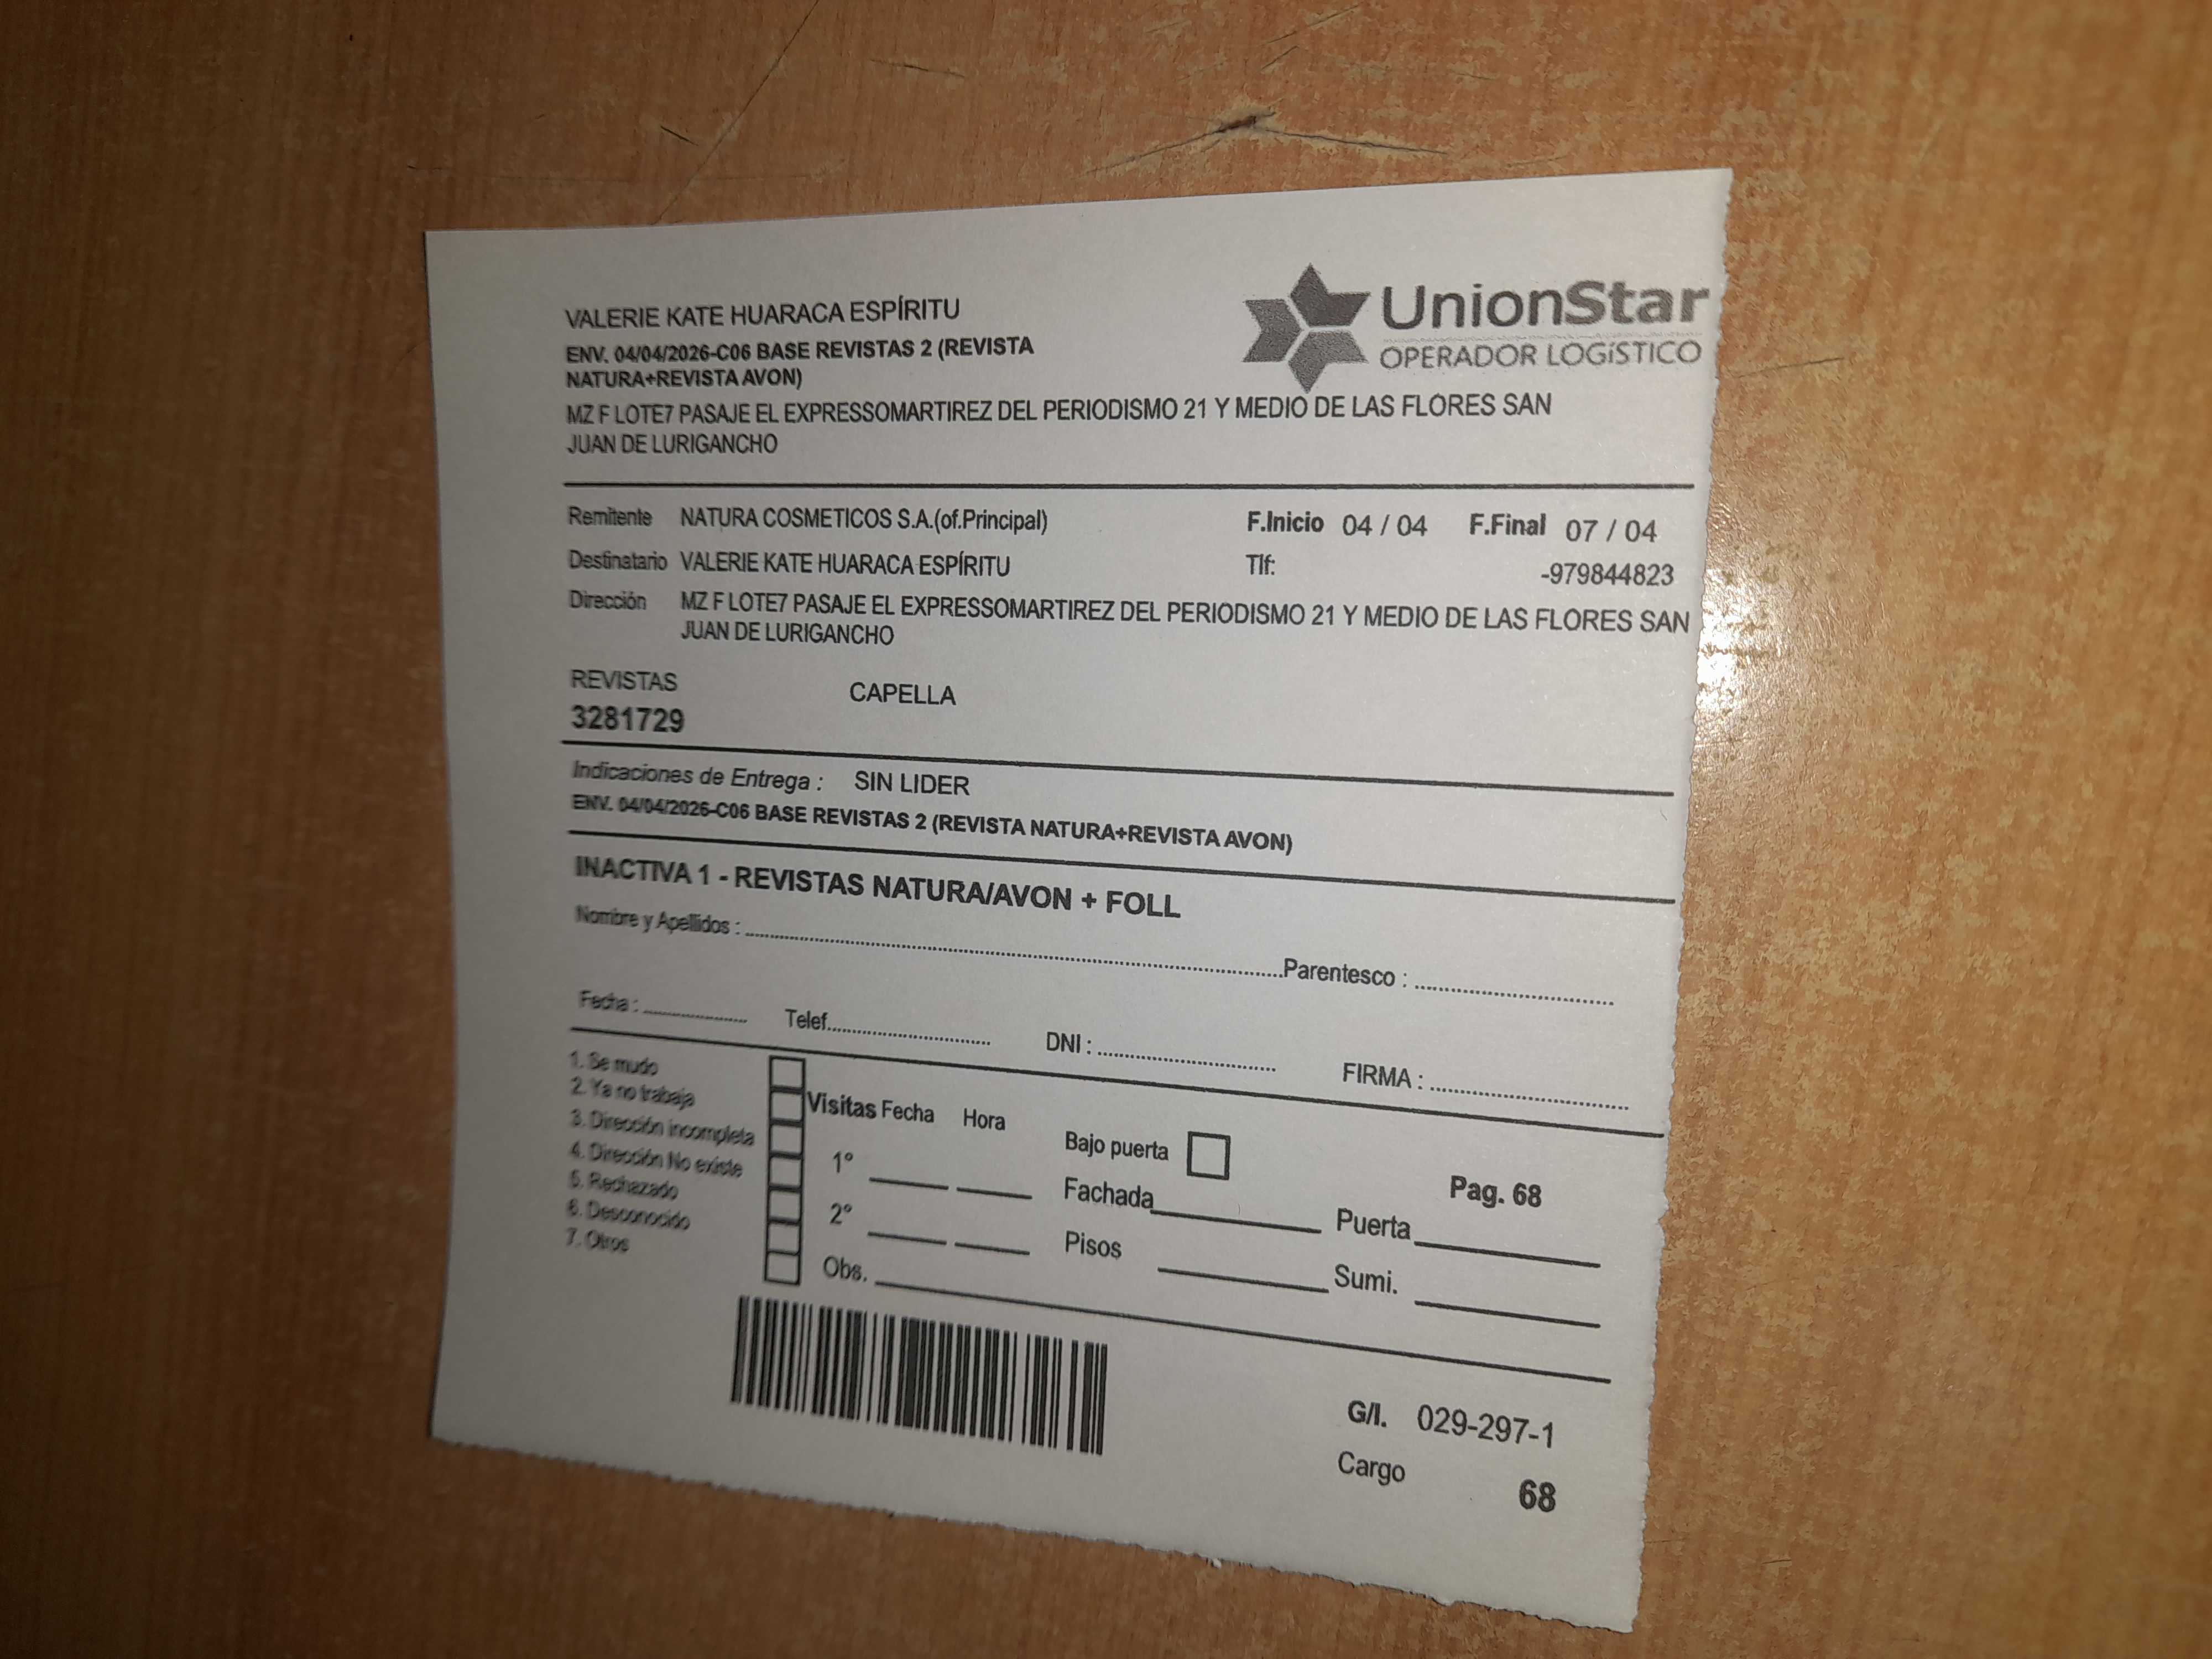 VALERIE KATE HUARACA ESPÍRITU
ENV. 04/04/2026-C06 BASE REVISTAS 2 (REVISTA
NATURA+REVISTA AVON)
UnionStar
OPERADOR LOGÍSTICO
MZ F LOTE7 PASAJE EL EXPRESSOMARTIREZ DEL PERIODISMO 21 Y MEDIO DE LAS FLORES SAN
JUAN DE LURIGANCHO
Remitente NATURA COSMETICOS S.A.(of.Principal) F.Inicio 04 / 04 F.Final 07 / 04
Destinatario VALERIE KATE HUARACA ESPÍRITU Tlf: -979844823
Dirección MZ F LOTE7 PASAJE EL EXPRESSOMARTIREZ DEL PERIODISMO 21 Y MEDIO DE LAS FLORES SAN
JUAN DE LURIGANCHO
REVISTAS CAPELLA
3281729
Indicaciones de Entrega : SIN LIDER
ENV. 04/04/2026-C06 BASE REVISTAS 2 (REVISTA NATURA+REVISTA AVON)
INACTIVA 1 - REVISTAS NATURA/AVON + FOLL
Nombre y Apellidos : Parentesco :
Fecha : Telef. DNI : FIRMA :
1. Se mudo
2. Ya no trabaja
3. Dirección incompleta
4. Dirección No existe
5. Rechazado
6. Desconocido
7. Otros
Visitas Fecha Hora
1°
2°
Obs.
Bajo puerta
Fachada
Pisos
Pag. 68
Puerta
Sumi.
G/I. 029-297-1
Cargo 68